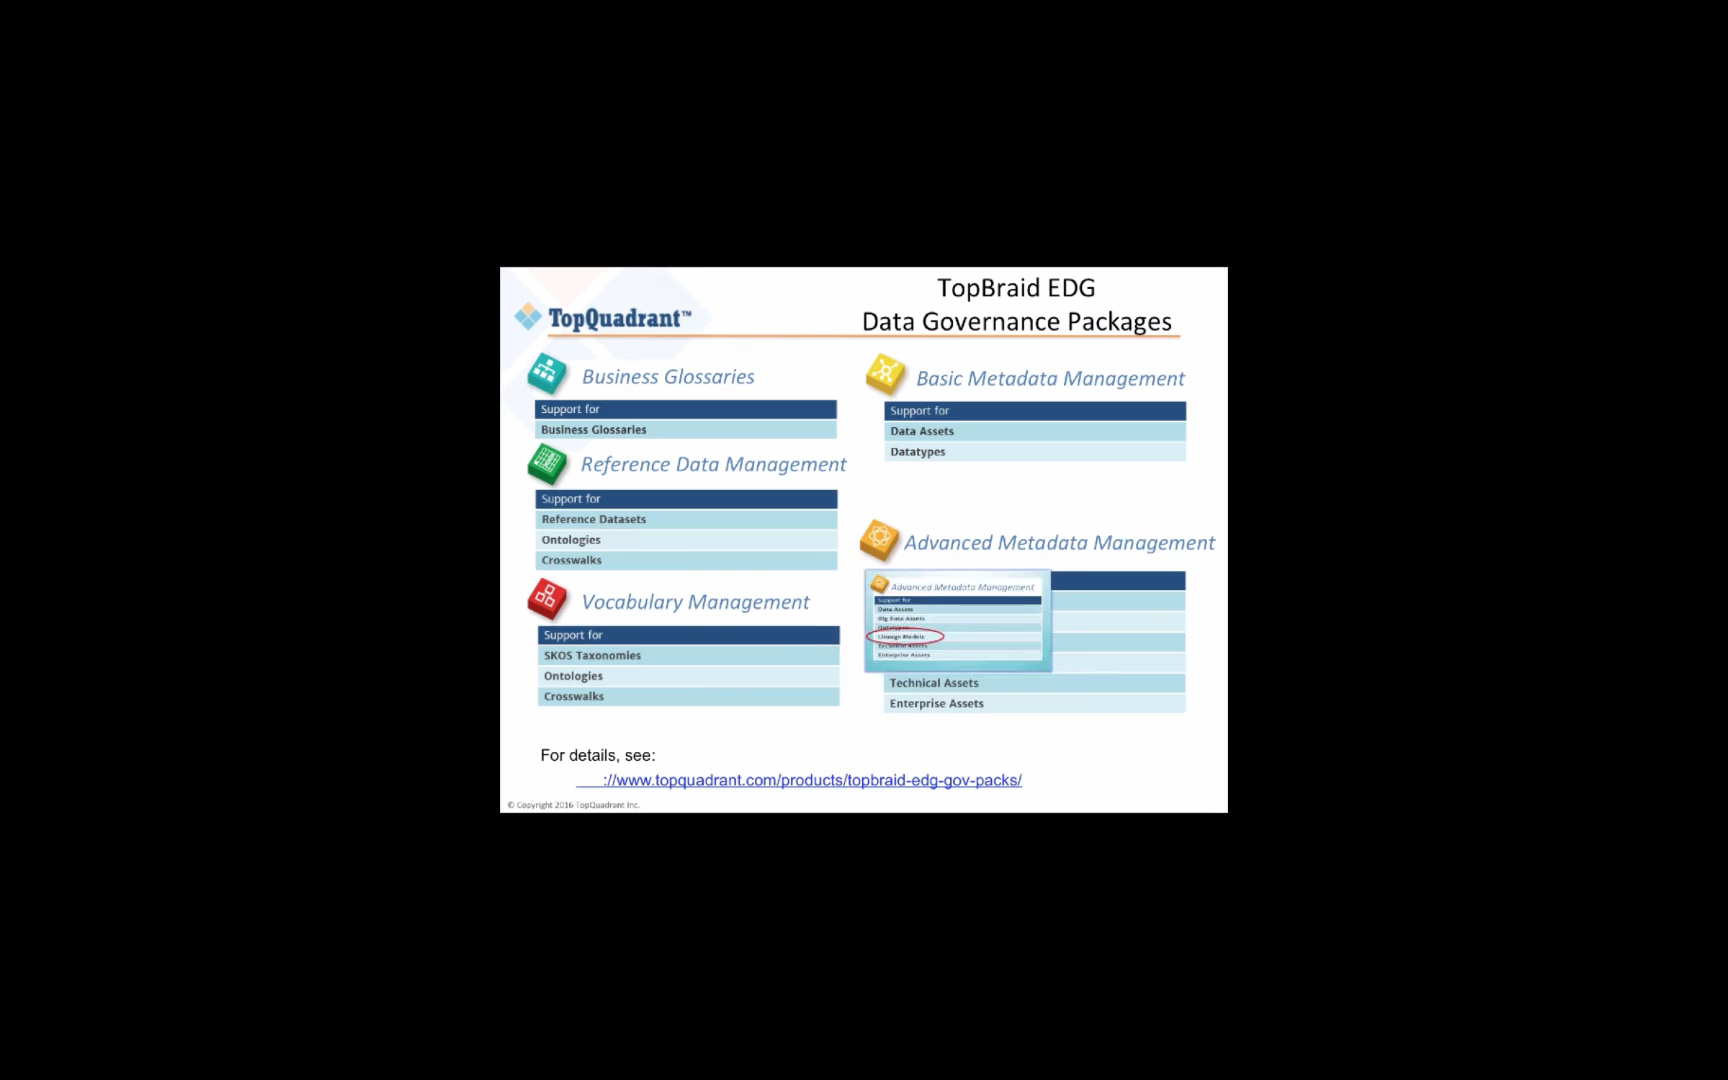 TopBraid EDG
Data Governance Packages
TopQuadrant™
Business Glossaries
Support for
Business Glossaries
Reference Data Management
Support for
Reference Datasets
Ontologies
Crosswalks
Vocabulary Management
Support for
SKOS Taxonomies
Ontologies
Crosswalks
Basic Metadata Management
Support for
Data Assets
Datatypes
Advanced Metadata Management
Advanced Metadata Management
Support for
Data Assets
Big Data Assets
Datatypes
Lineage Models
Technical Assets
Enterprise Assets
Technical Assets
Enterprise Assets
For details, see:
://www.topquadrant.com/products/topbraid-edg-gov-packs/
© Copyright 2016 TopQuadrant Inc.